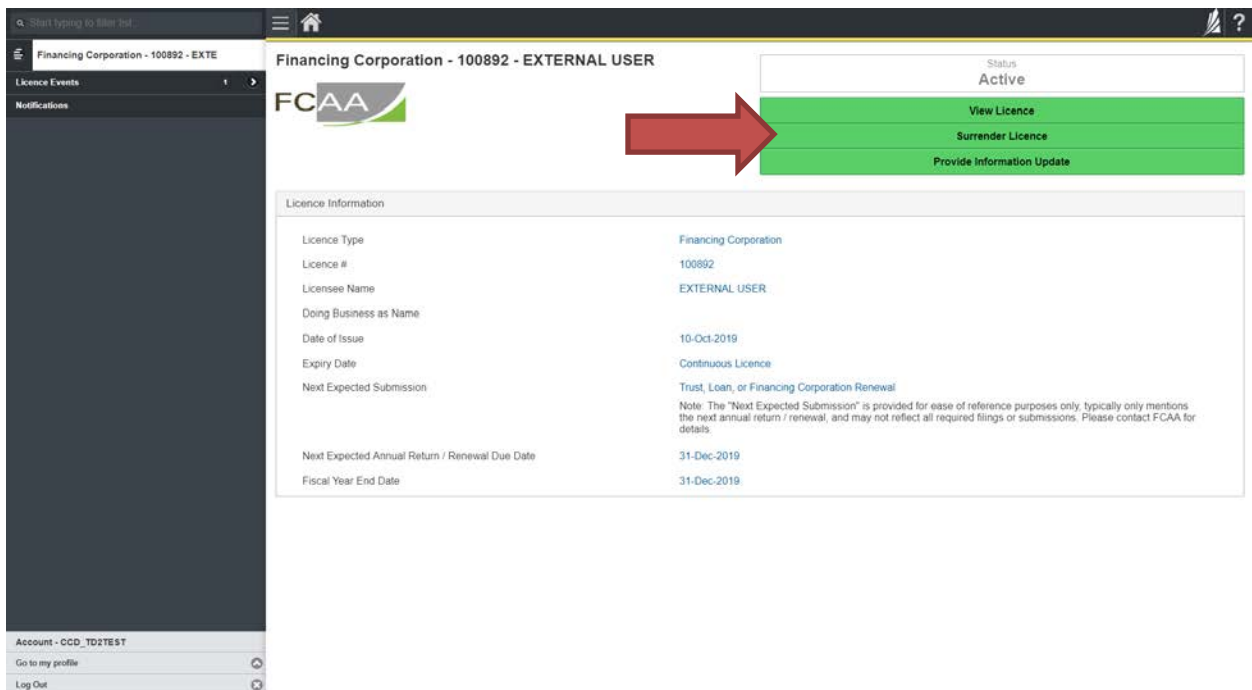 Start typing to filter list...
Financing Corporation - 100892 - EXTE
Licence Events 1
Notifications
Account - CCD_TD2TEST
Go to my profile
Log Out
?
Financing Corporation - 100892 - EXTERNAL USER
FCAA
Status
Active
View Licence
Surrender Licence
Provide Information Update
Licence Information
Licence Type Financing Corporation
Licence # 100892
Licensee Name EXTERNAL USER
Doing Business as Name
Date of Issue 10-Oct-2019
Expiry Date Continuous Licence
Next Expected Submission Trust, Loan, or Financing Corporation Renewal
Note: The "Next Expected Submission" is provided for ease of reference purposes only, typically only mentions
the next annual return / renewal, and may not reflect all required filings or submissions. Please contact FCAA for
details.
Next Expected Annual Return / Renewal Due Date 31-Dec-2019
Fiscal Year End Date 31-Dec-2019